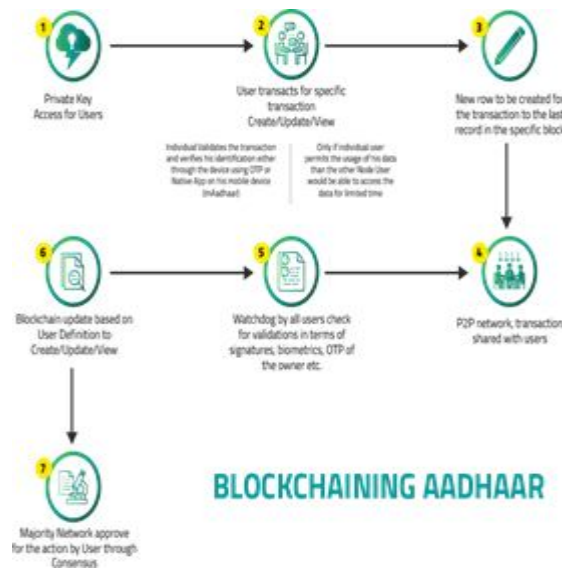 1
Private Key
Access for Users
2
User transacts for specific
transaction
Create/Update/View
Individual Validates the transaction
and verifies his identification either
through the device using OTP or
Native App on his mobile device
(mAadhaar)
Only if individual user
permits the usage of his data
than the other Node User
would be able to access the
data for limited time
3
New row to be created for
the transaction to the last
record in the specific block
4
P2P network, transaction
shared with users
5
Watchdog by all users check
for validations in terms of
signatures, biometrics, OTP
of the owner etc.
6
Blockchain update based on
User Definition to
Create/Update/View
7
Majority Network approve
for the action by User through
Consensus
BLOCKCHAINING AADHAAR